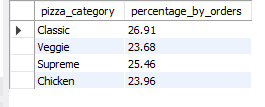 pizza_category percentage_by_orders
Classic 26.91
Veggie 23.68
Supreme 25.46
Chicken 23.96